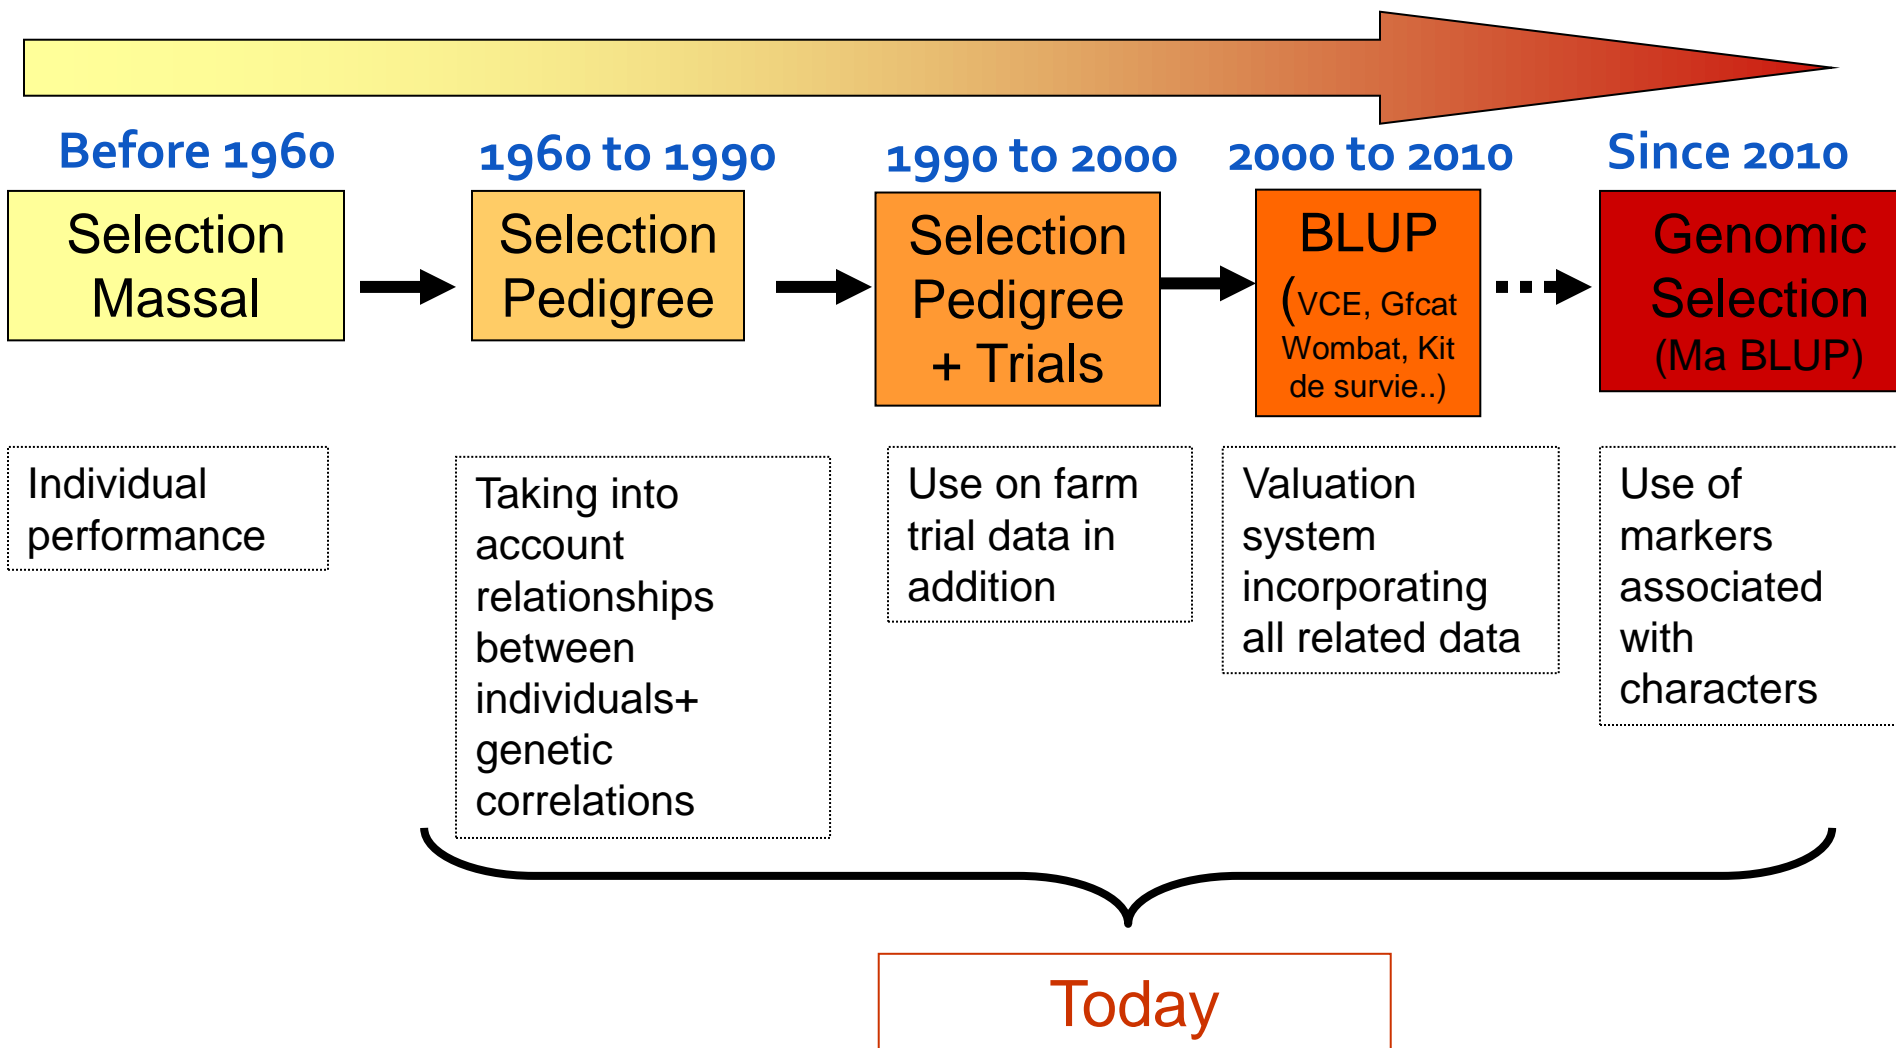 Before 1960
1960 to 1990
1990 to 2000
2000 to 2010
Since 2010
Selection
Massal
Selection
Pedigree
Selection
Pedigree
+ Trials
BLUP
(VCE, Gfcat
Wombat, Kit
de survie..)
Genomic
Selection
(Ma BLUP)
Individual
performance
Taking into
account
relationships
between
individuals+
genetic
correlations
Use on farm
trial data in
addition
Valuation
system
incorporating
all related data
Use of
markers
associated
with
characters
Today